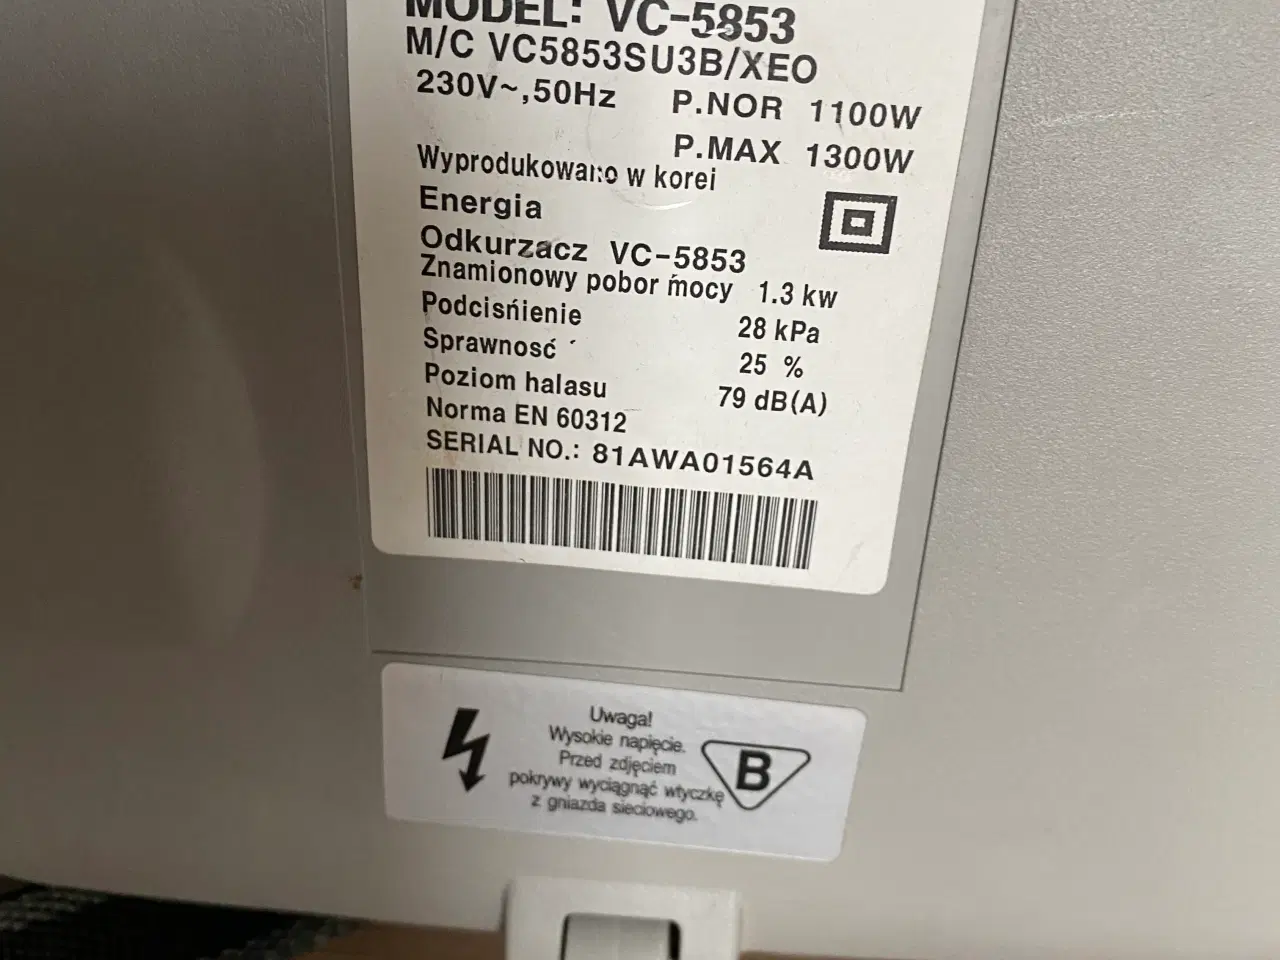 MODEL: VC-5853
M/C VC5853SU3B/XEO
230V~,50Hz P.NOR 1100W
P.MAX 1300W
Wyprodukowano w korei
Energia
Odkurzacz VC-5853
Znamionowy pobor mocy 1.3 kw
Podcisńienie 28 kPa
Sprawnosć 25 %
Poziom halasu 79 dB(A)
Norma EN 60312
SERIAL NO.: 81AWA01564A
Uwaga!
Wysokie napięcie.
Przed zdjęciem
pokrywy wyciągnąć wtyczkę
z gniazda sieciowego.
B